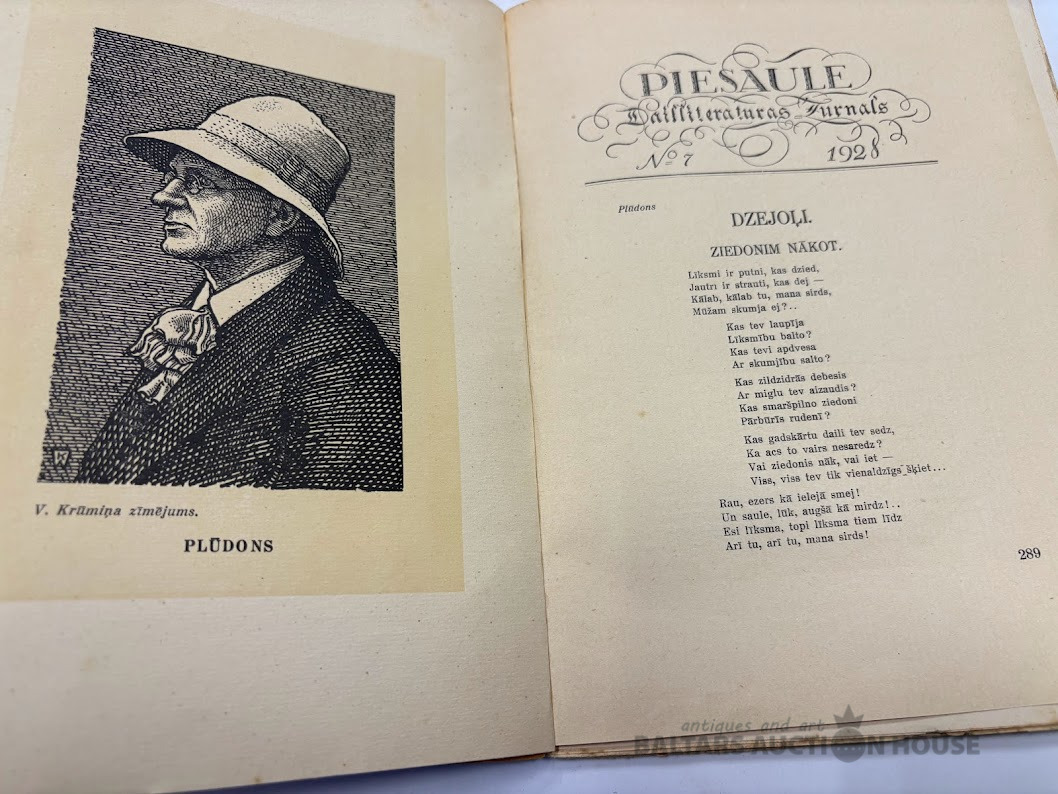 V. Krūmiņa zīmējums.
PLŪDONS
PIESAULE
Daiļliteraturas Žurnals
No 7 1928
Plūdons
DZEJOĻI.
ZIEDONIM NĀKOT.
Līksmi ir putni, kas dzied,
Jautri ir strauti, kas dej —
Kālab, kālab tu, mana sirds,
Mūžam skumja ej?..
Kas tev laupīja
Līksmību balto?
Kas tevi apdvesa
Ar skumjību salto?
Kas zildzidrās debesis
Ar miglu tev aizaudis?
Kas smaršpilno ziedoni
Pārbūris rudenī?
Kas gadskārtu daili tev sedz,
Ka acs to vairs nesaredz?
Vai ziedonis nāk, vai iet —
Viss, viss tev tik vienaldzīgs šķiet...
Rau, ezers kā ielejā smej!
Un saule, lūk, augšā kā mirdz!..
Esi līksma, topi līksma tiem līdz
Arī tu, arī tu, mana sirds!
289
antiques and art
BALTARS AUCTION HOUSE